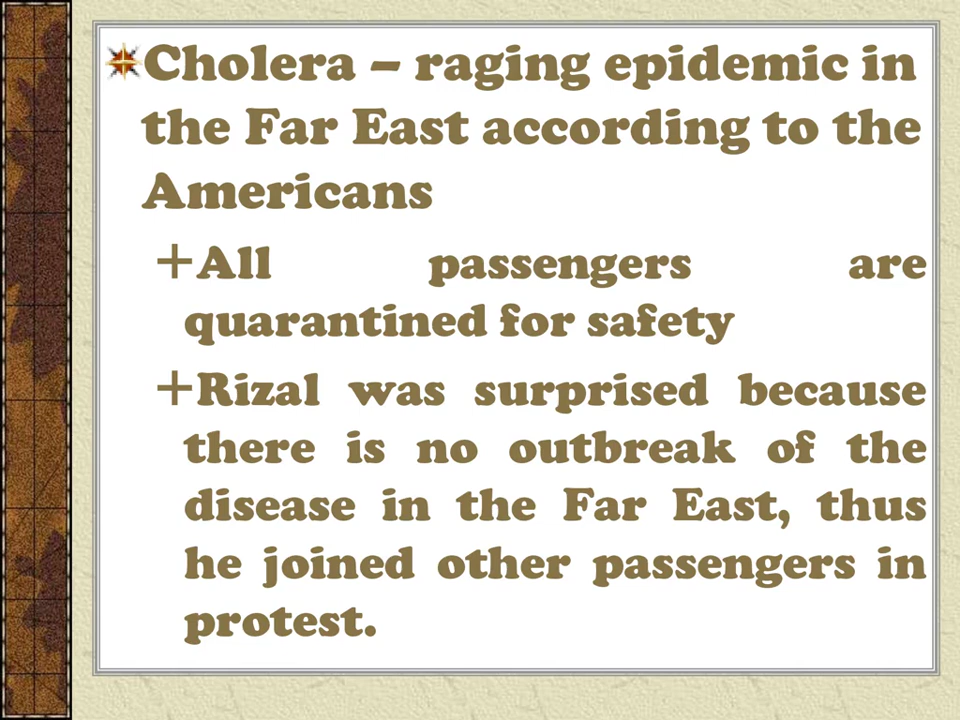 Cholera – raging epidemic in
the Far East according to the
Americans
+All passengers are
quarantined for safety
+Rizal was surprised because
there is no outbreak of the
disease in the Far East, thus
he joined other passengers in
protest.